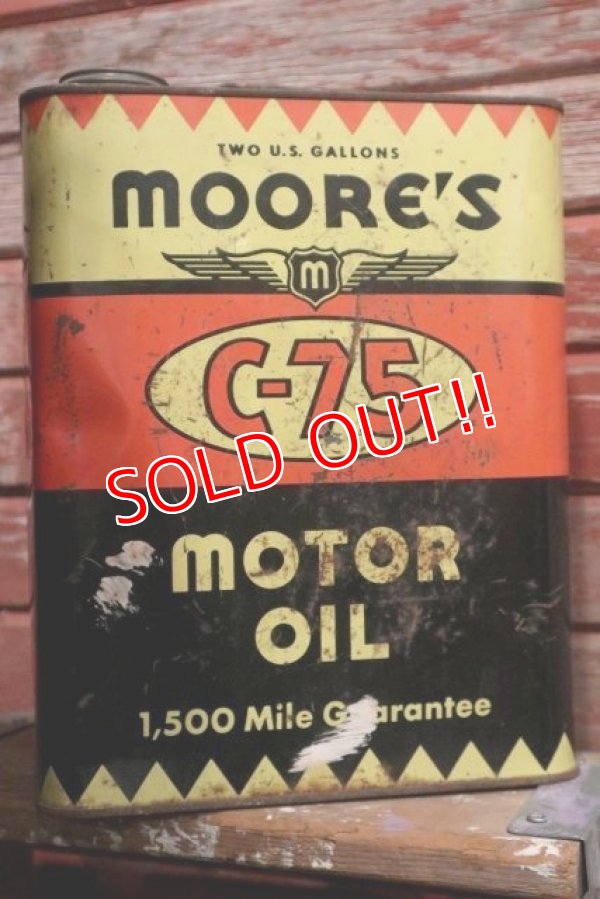 TWO U.S. GALLONS
MOORE'S
m
C-75
SOLD OUT!!
MOTOR
OIL
1,500 Mile Guarantee